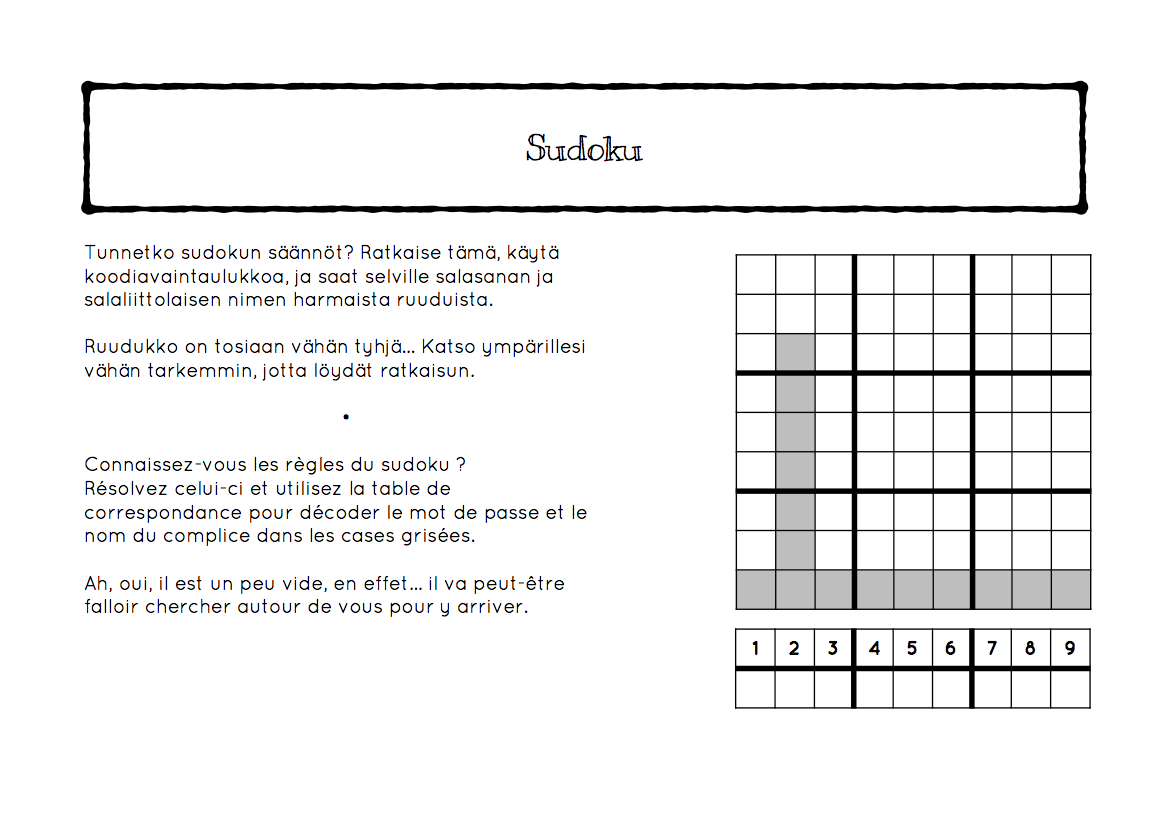 Sudoku
Tunnetko sudokun säännöt? Ratkaise tämä, käytä
koodiavaintaulukkoa, ja saat selville salasanan ja
salaliittolaisen nimen harmaista ruuduista.
Ruudukko on tosiaan vähän tyhjä... Katso ympärillesi
vähän tarkemmin, jotta löydät ratkaisun.
•
Connaissez-vous les règles du sudoku ?
Résolvez celui-ci et utilisez la table de
correspondance pour décoder le mot de passe et le
nom du complice dans les cases grisées.
Ah, oui, il est un peu vide, en effet... il va peut-être
falloir chercher autour de vous pour y arriver.
1 2 3 4 5 6 7 8 9